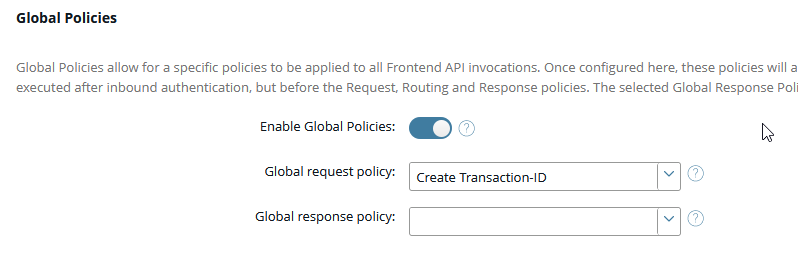 Global Policies
Global Policies allow for a specific policies to be applied to all Frontend API invocations. Once configured here, these policies will a
executed after inbound authentication, but before the Request, Routing and Response policies. The selected Global Response Poli
Enable Global Policies: ?
Global request policy: Create Transaction-ID ?
Global response policy: ?